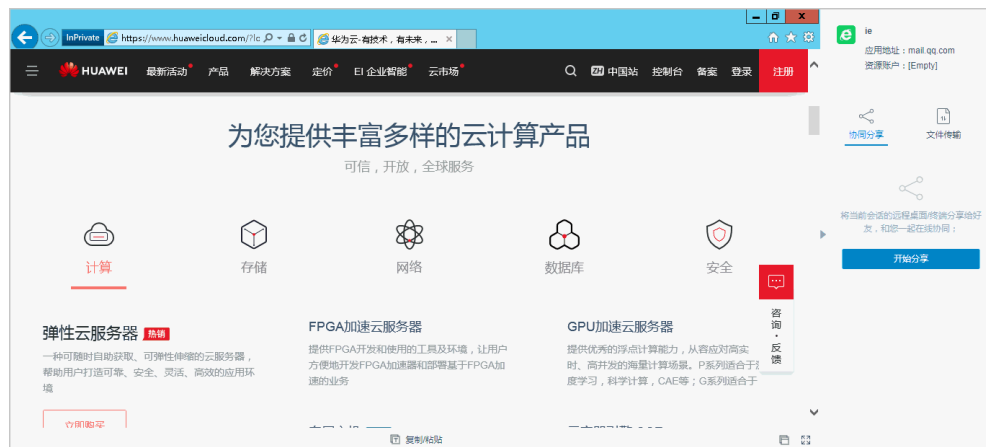 InPrivate https://www.huaweicloud.com/?lc 华为云-有技术，有未来，...
HUAWEI 最新活动 产品 解决方案 定价 EI 企业智能 云市场 ZH 中国站 控制台 备案 登录 注册
为您提供丰富多样的云计算产品
可信，开放，全球服务
计算 存储 网络 数据库 安全
弹性云服务器 热销
一种可随时自助获取、可弹性伸缩的云服务器，
帮助用户打造可靠、安全、灵活、高效的应用环
境
立即购买
FPGA加速云服务器
提供FPGA开发和使用的工具及环境，让用户
方便地开发FPGA加速器和部署基于FPGA加
速的业务
GPU加速云服务器
提供优秀的浮点计算能力，从容应对高实
时、高并发的海量计算场景。P系列适合于
度学习，科学计算，CAE等；G系列适合于
咨
询
·
反
馈
复制/粘贴
ie
应用地址：mail.qq.com
资源账户：[Empty]
协同分享 文件传输
将当前会话的远程桌面/终端分享给好
友，和您一起在线协同：
开始分享